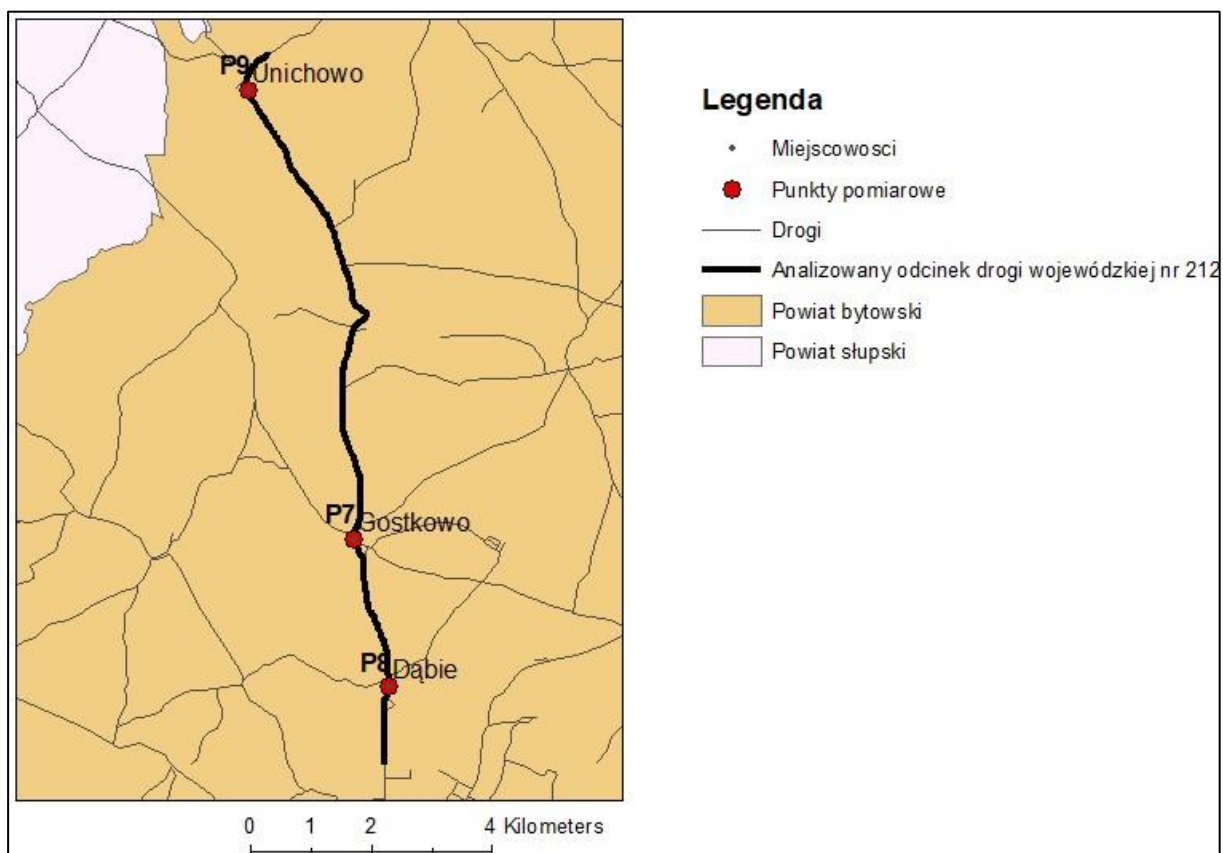 P9 Unichowo
P7 Gostkowo
P8 Dąbie
0 1 2 4 Kilometers
Legenda
Miejscowosci
Punkty pomiarowe
Drogi
Analizowany odcinek drogi wojewódzkiej nr 212
Powiat bytowski
Powiat słupski